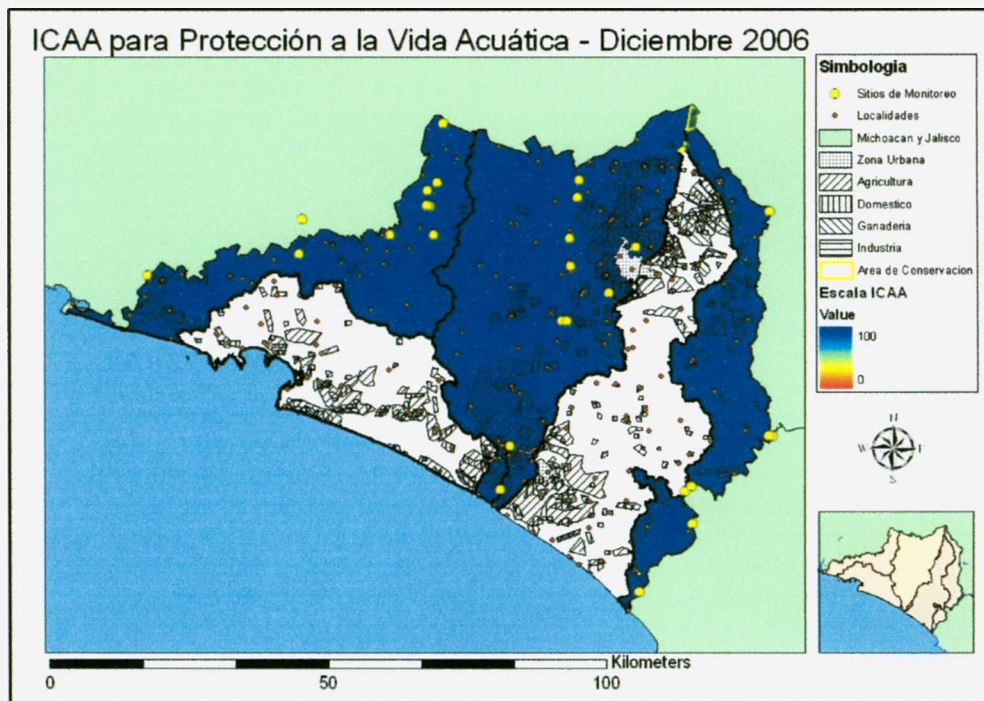 ICAA para Protección a la Vida Acuática - Diciembre 2006
Simbologia
Sitios de Monitoreo
Localidades
Michoacan y Jalisco
Zona Urbana
Agricultura
Domestico
Ganaderia
Industria
Area de Conservacion
Escala ICAA
Value
100
0
N
W
E
S
Kilometers
0
50
100